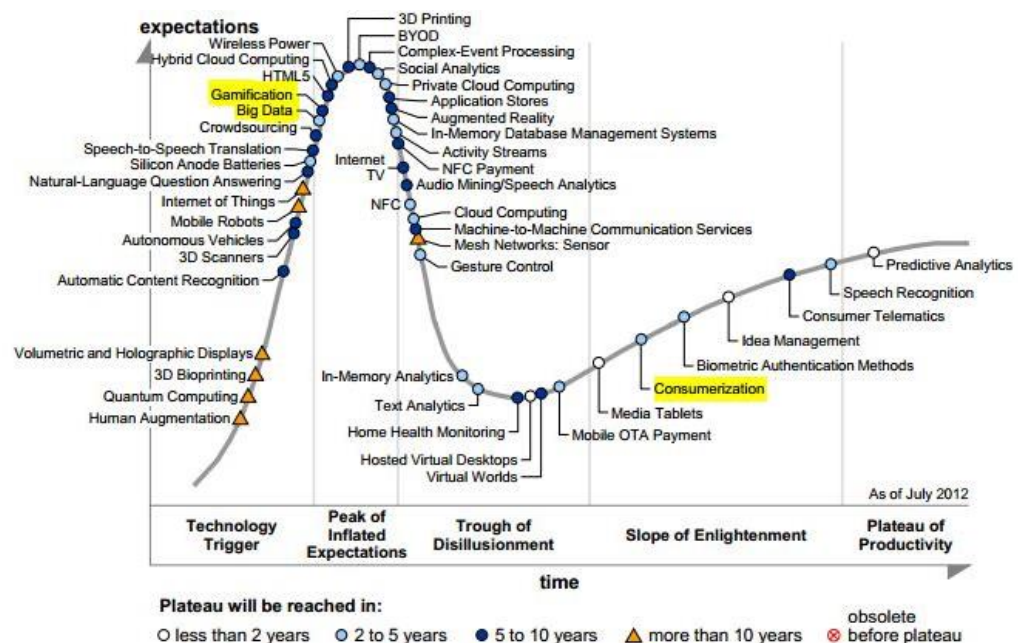 expectations
3D Printing
BYOD
Wireless Power
Complex-Event Processing
Hybrid Cloud Computing
Social Analytics
HTML5
Private Cloud Computing
Gamification
Application Stores
Big Data
Augmented Reality
Crowdsourcing
In-Memory Database Management Systems
Speech-to-Speech Translation
Activity Streams
Silicon Anode Batteries
Internet
TV
NFC Payment
Natural-Language Question Answering
Audio Mining/Speech Analytics
Internet of Things
NFC
Cloud Computing
Mobile Robots
Machine-to-Machine Communication Services
Autonomous Vehicles
Mesh Networks: Sensor
3D Scanners
Gesture Control
Automatic Content Recognition
Predictive Analytics
Speech Recognition
Consumer Telematics
Idea Management
Volumetric and Holographic Displays
Biometric Authentication Methods
3D Bioprinting
In-Memory Analytics
Consumerization
Quantum Computing
Text Analytics
Media Tablets
Human Augmentation
Home Health Monitoring
Mobile OTA Payment
Hosted Virtual Desktops
Virtual Worlds
As of July 2012
Technology
Trigger
Peak of
Inflated
Expectations
Trough of
Disillusionment
Slope of Enlightenment
Plateau of
Productivity
time
Plateau will be reached in:
less than 2 years
2 to 5 years
5 to 10 years
more than 10 years
obsolete
before plateau